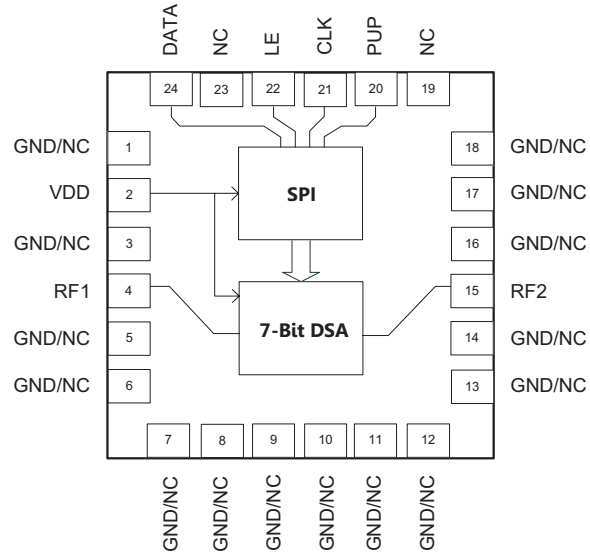 DATA NC LE CLK PUP NC
24 23 22 21 20 19
GND/NC 1 18 GND/NC
VDD 2 SPI 17 GND/NC
GND/NC 3 16 GND/NC
RF1 4 15 RF2
GND/NC 5 7-Bit DSA 14 GND/NC
GND/NC 6 13 GND/NC
7 8 9 10 11 12
GND/NC GND/NC GND/NC GND/NC GND/NC GND/NC